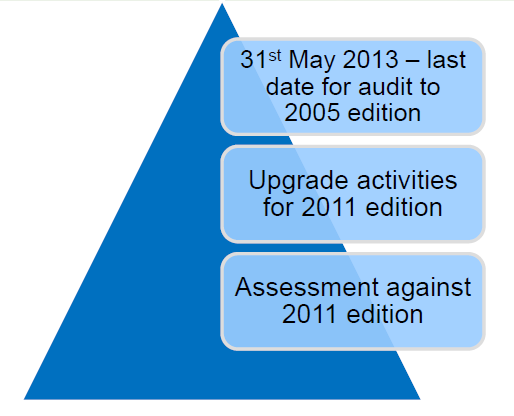 31st May 2013 – last
date for audit to
2005 edition
Upgrade activities
for 2011 edition
Assessment against
2011 edition